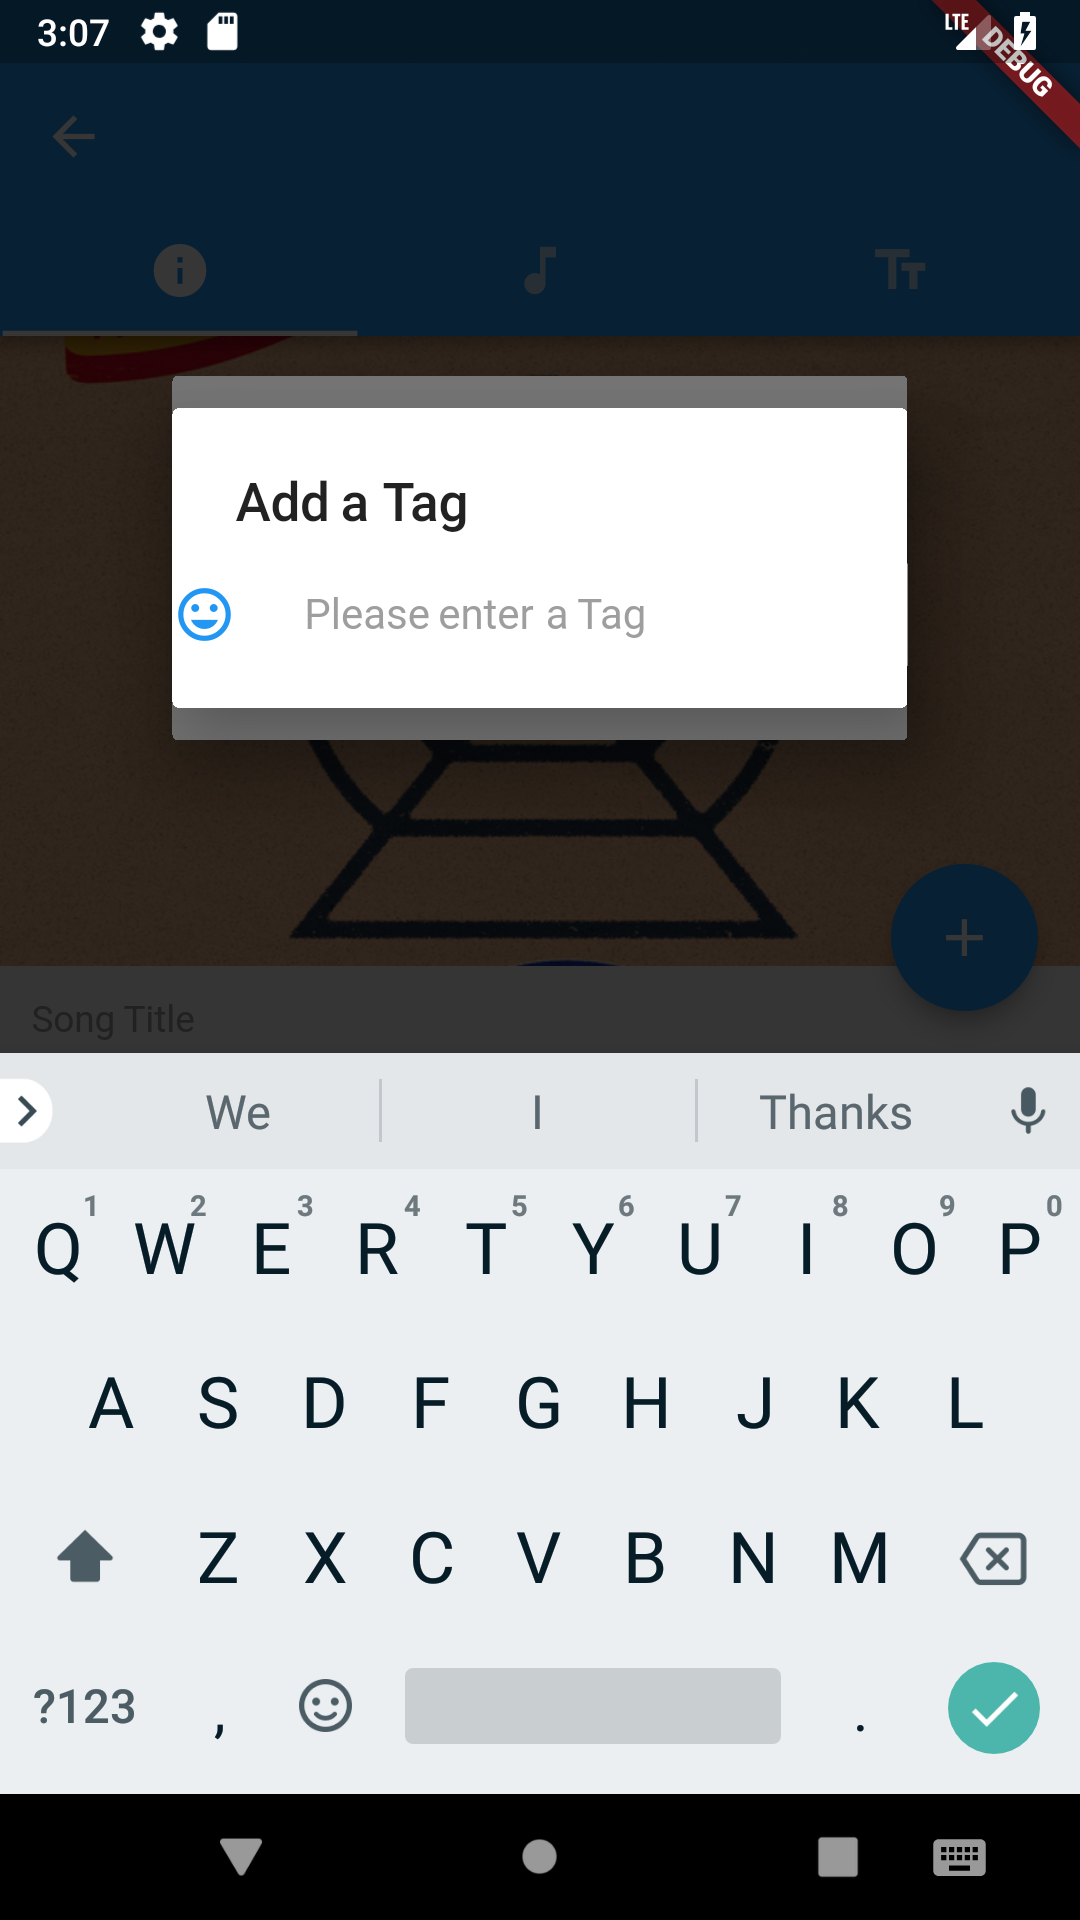 3:07
LTE
DEBUG
Tт
Add a Tag
Please enter a Tag
Song Title
We I Thanks
1 2 3 4 5 6 7 8 9 0
Q W E R T Y U I O P
A S D F G H J K L
Z X C V B N M
?123 , .